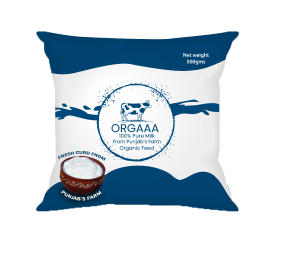 Net weight
500gms
ORGAAA
100% Pure Milk
From Punjab's Farm
Organic Feed
FRESH CURD FROM
PUNJAB'S FARM